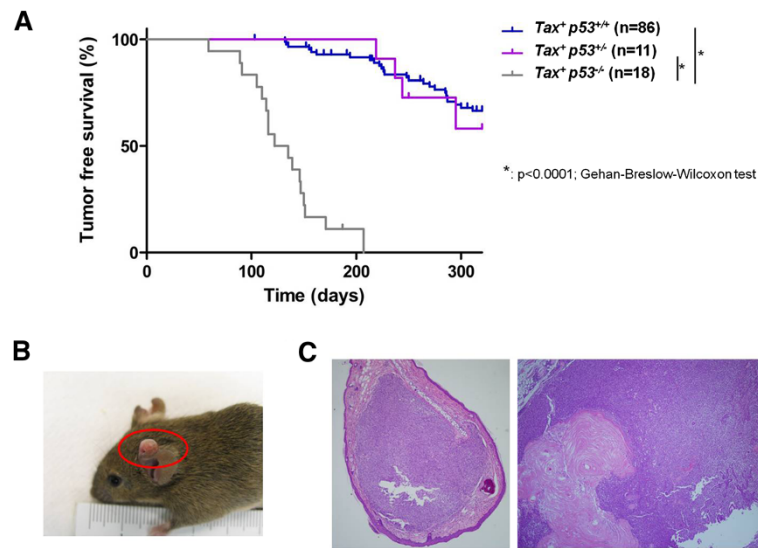 A
Tumor free survival (%)
100
50
0
0
100
200
300
Time (days)
Tax⁺ p53⁺/⁺ (n=86)
Tax⁺ p53⁺/⁻ (n=11)
Tax⁺ p53⁻/⁻ (n=18)
*
*
*: p<0.0001; Gehan-Breslow-Wilcoxon test
B
C